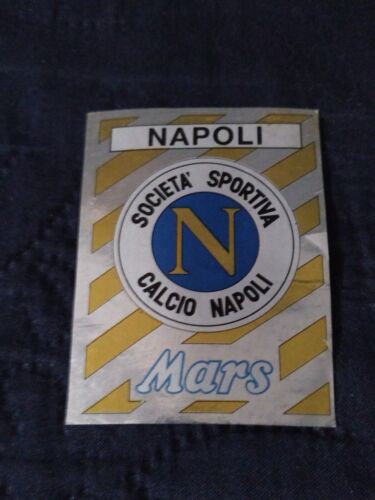 NAPOLI
SOCIETA' SPORTIVA
N
CALCIO NAPOLI
Mars